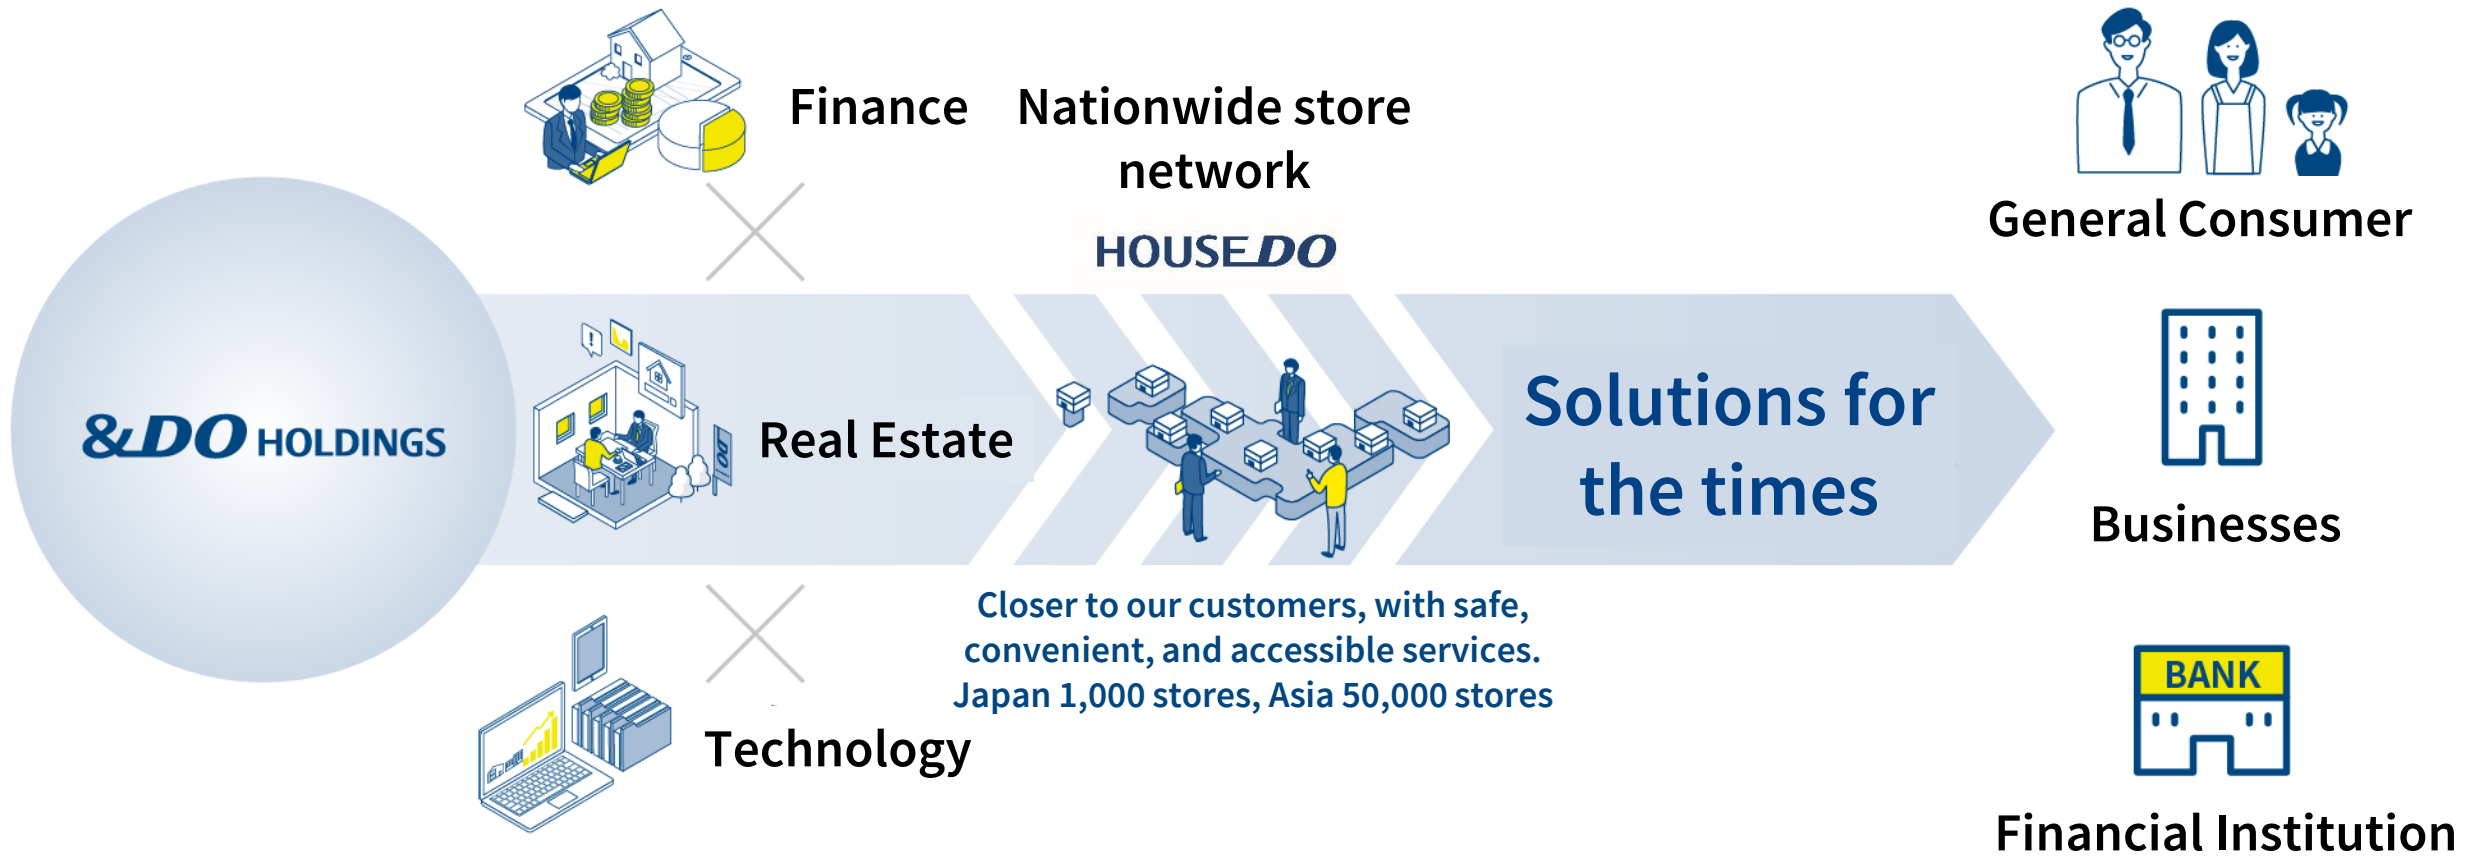 &DO HOLDINGS
Finance
Real Estate
DO
Technology
Nationwide store
network
HOUSEDO
Closer to our customers, with safe,
convenient, and accessible services.
Japan 1,000 stores, Asia 50,000 stores
Solutions for
the times
General Consumer
Businesses
BANK
Financial Institution